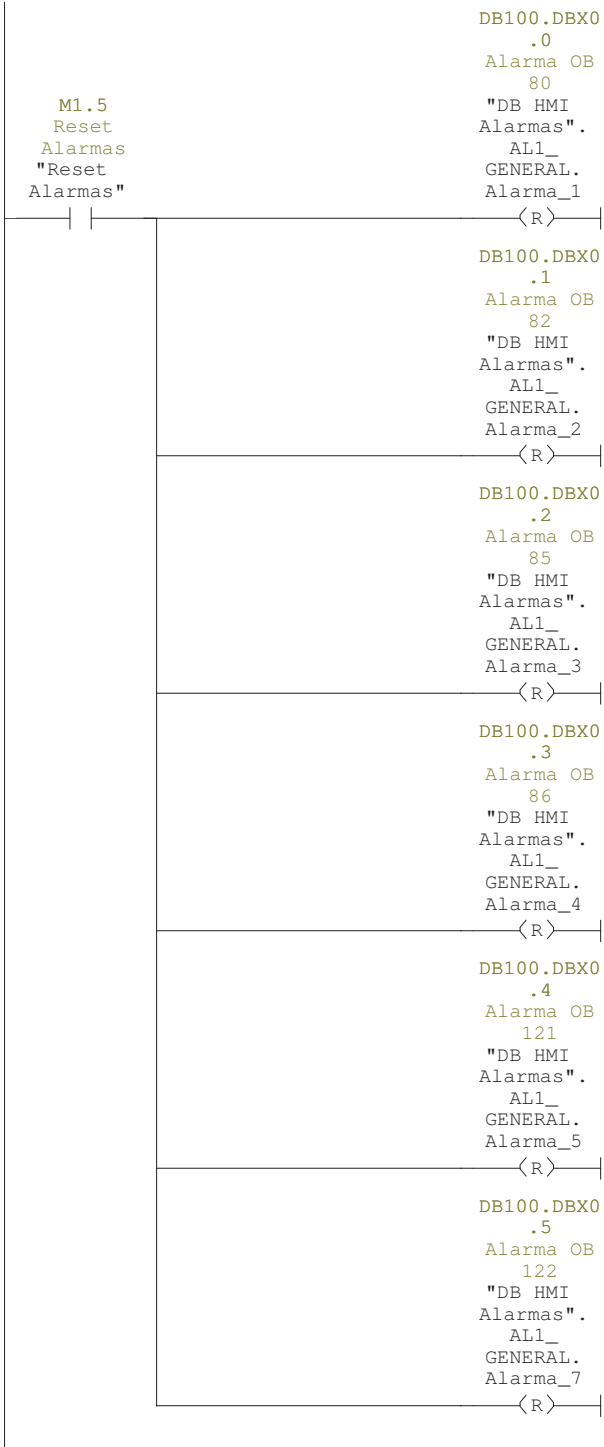 DB100.DBX0
.0
Alarma OB
80
"DB HMI
Alarmas".
AL1_
GENERAL.
Alarma_1
M1.5
Reset
Alarmas
"Reset
Alarmas"
R
DB100.DBX0
.1
Alarma OB
82
"DB HMI
Alarmas".
AL1_
GENERAL.
Alarma_2
R
DB100.DBX0
.2
Alarma OB
85
"DB HMI
Alarmas".
AL1_
GENERAL.
Alarma_3
R
DB100.DBX0
.3
Alarma OB
86
"DB HMI
Alarmas".
AL1_
GENERAL.
Alarma_4
R
DB100.DBX0
.4
Alarma OB
121
"DB HMI
Alarmas".
AL1_
GENERAL.
Alarma_5
R
DB100.DBX0
.5
Alarma OB
122
"DB HMI
Alarmas".
AL1_
GENERAL.
Alarma_7
R